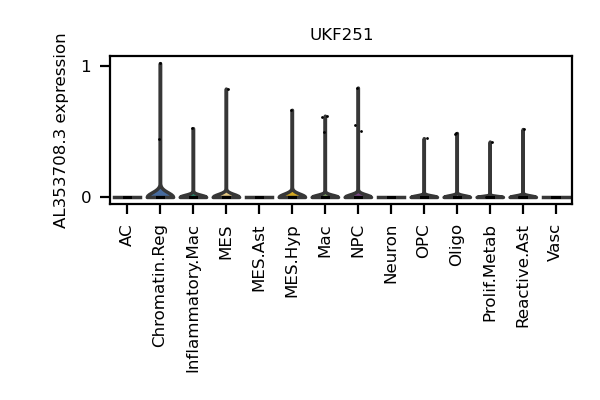 UKF251
AL353708.3 expression
1
0
AC
Chromatin.Reg
Inflammatory.Mac
MES
MES.Ast
MES.Hyp
Mac
NPC
Neuron
OPC
Oligo
Prolif.Metab
Reactive.Ast
Vasc